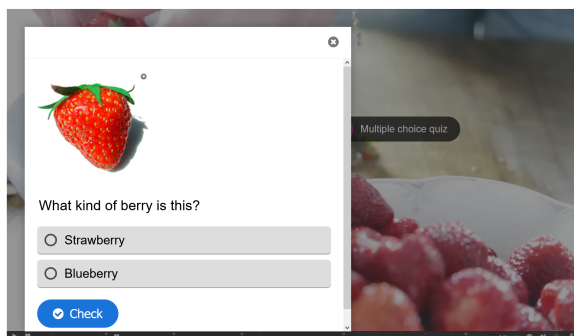 Multiple choice quiz
What kind of berry is this?
Strawberry
Blueberry
Check